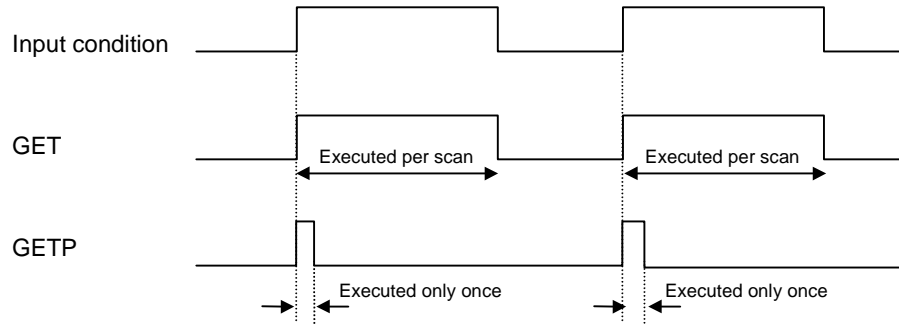 Input condition
GET
Executed per scan
Executed per scan
GETP
Executed only once
Executed only once